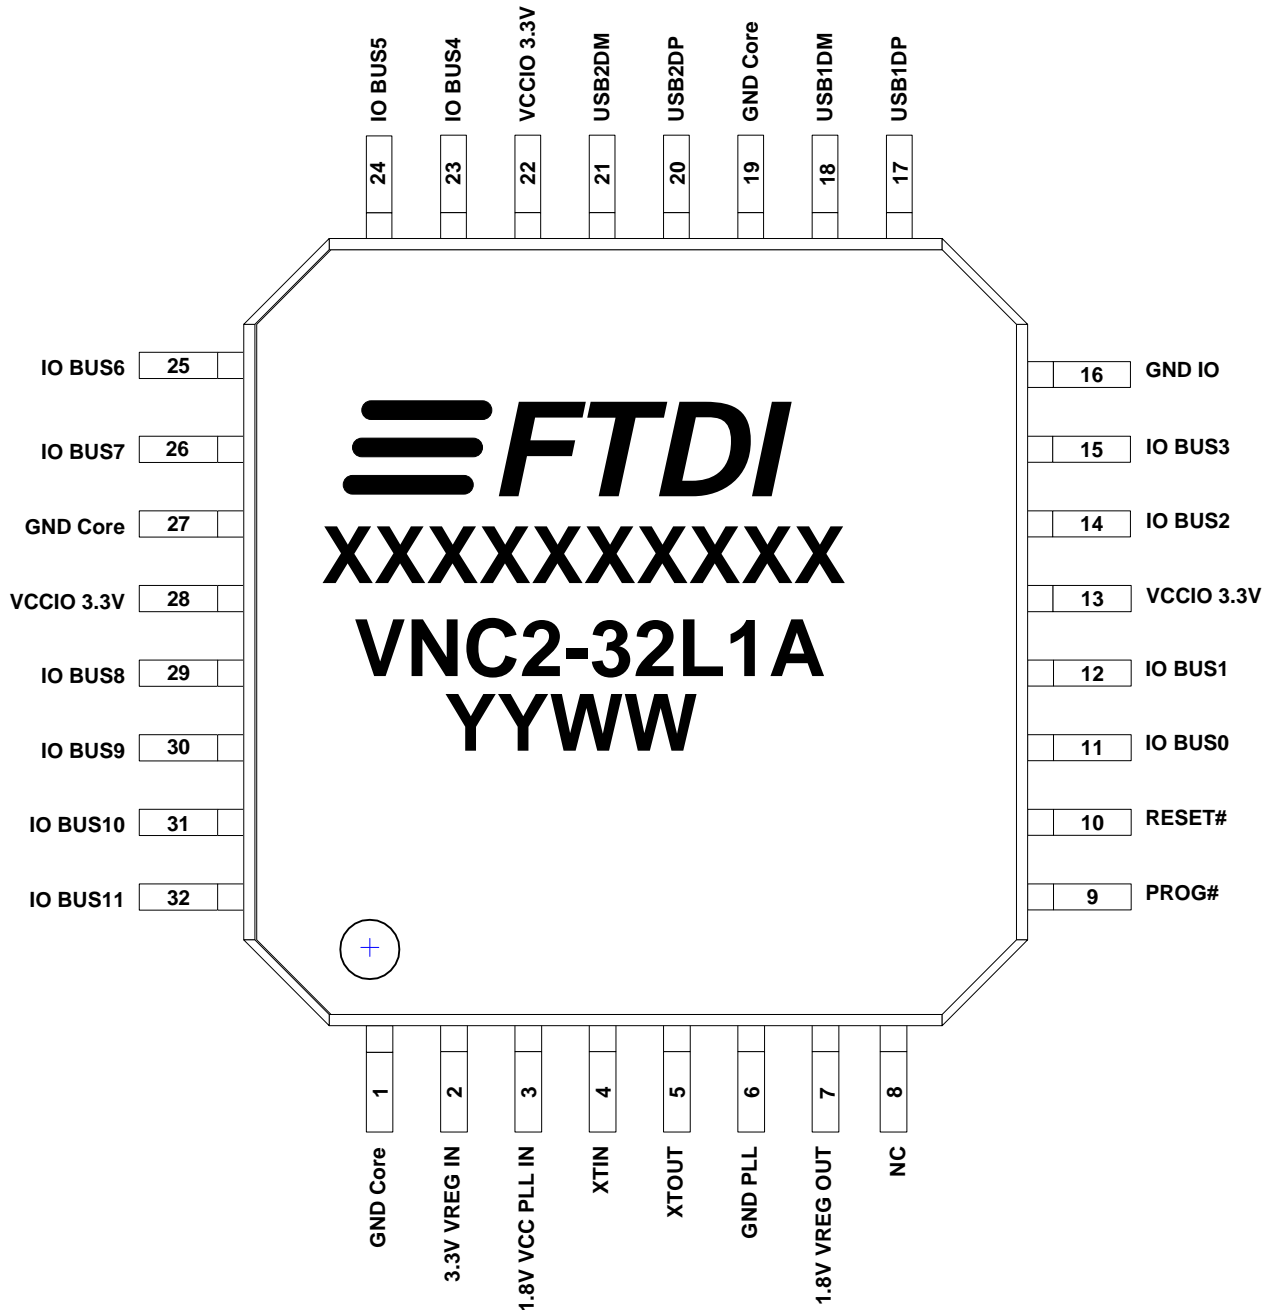 IO BUS5
IO BUS4
VCCIO 3.3V
USB2DM
USB2DP
GND Core
USB1DM
USB1DP
24
23
22
21
20
19
18
17
IO BUS6 25
IO BUS7 26
GND Core 27
VCCIO 3.3V 28
IO BUS8 29
IO BUS9 30
IO BUS10 31
IO BUS11 32
FTDI
XXXXXXXXXX
VNC2-32L1A
YYWW
16 GND IO
15 IO BUS3
14 IO BUS2
13 VCCIO 3.3V
12 IO BUS1
11 IO BUS0
10 RESET#
9 PROG#
1
2
3
4
5
6
7
8
GND Core
3.3V VREG IN
1.8V VCC PLL IN
XTIN
XTOUT
GND PLL
1.8V VREG OUT
NC